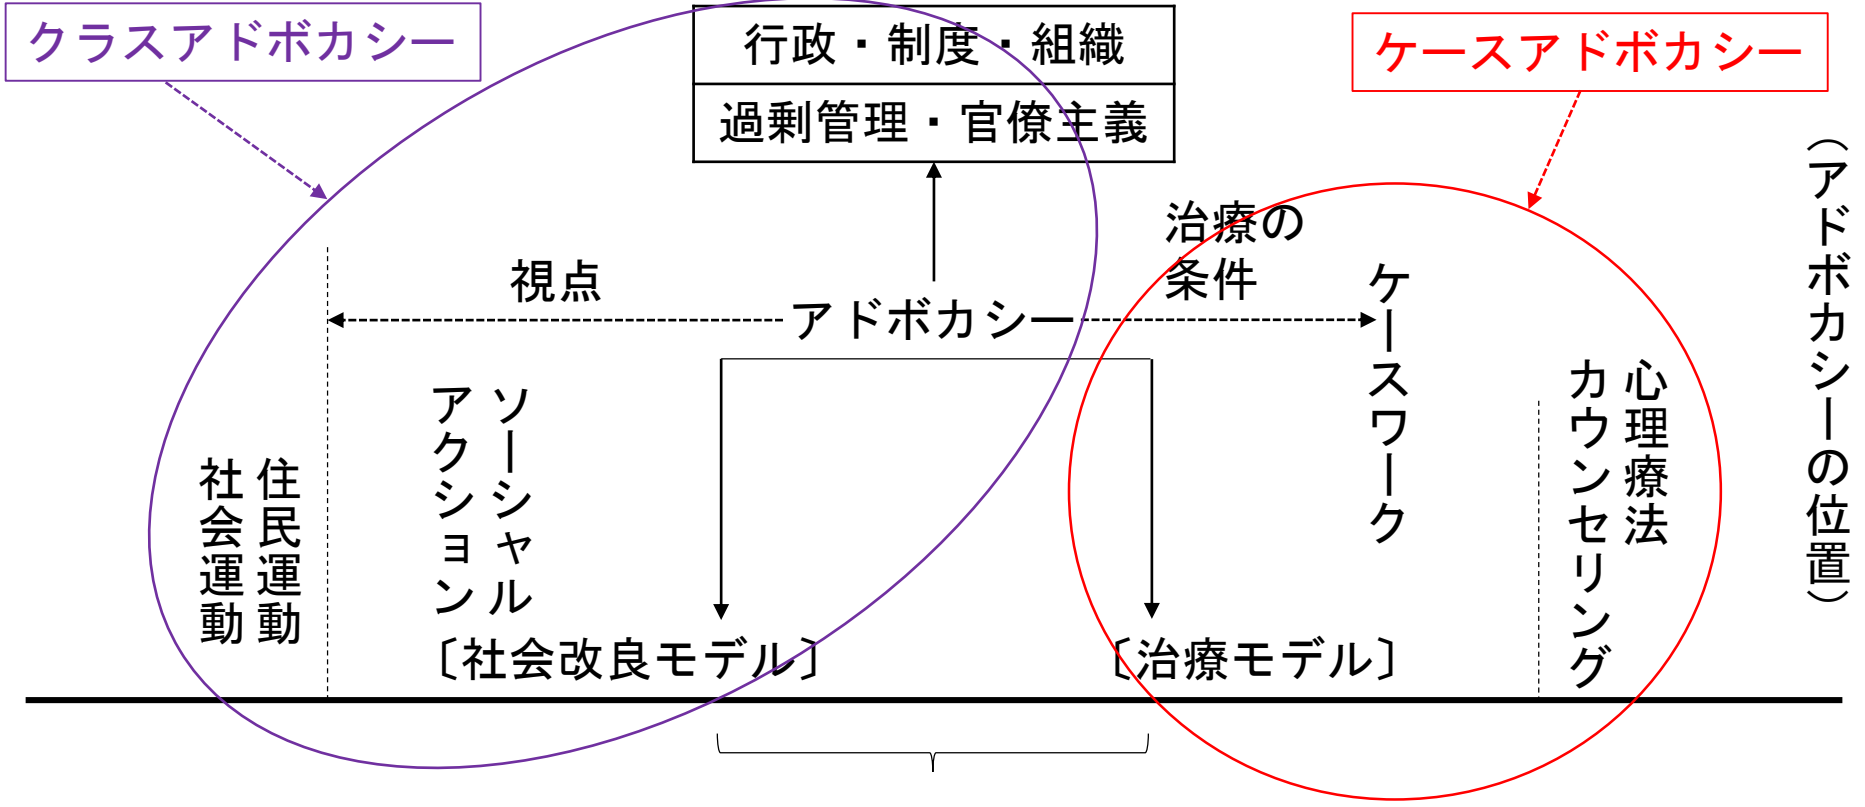 クラスアドボカシー
行政・制度・組織
過剰管理・官僚主義
ケースアドボカシー
(アドボカシーの位置)
治療の
条件
視点
アドボカシー
ケースワーク
心理療法
カウンセリング
ソーシャル
アクション
住民運動
社会運動
〔社会改良モデル〕
〔治療モデル〕